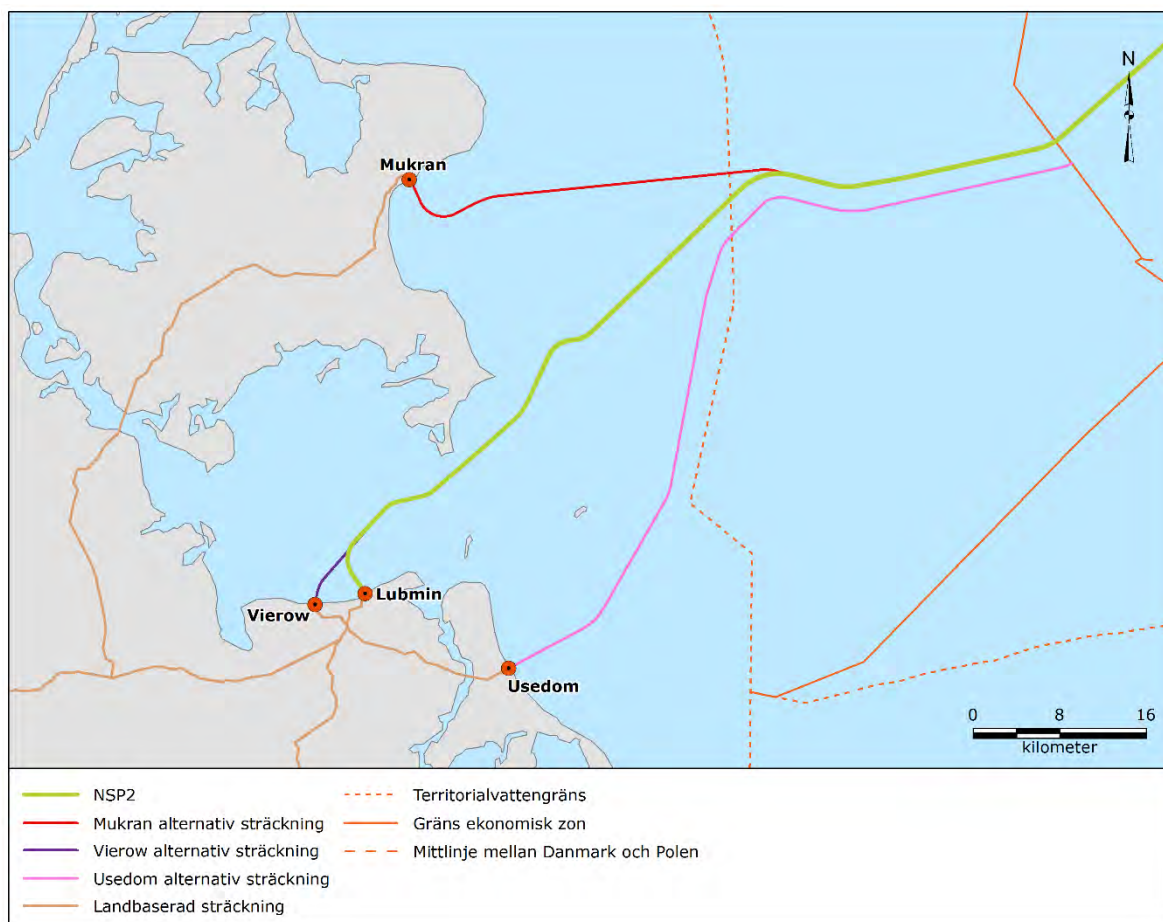 N
Mukran
Lubmin
Vierow
Usedom
0 8 16
kilometer
NSP2
Mukran alternativ sträckning
Vierow alternativ sträckning
Usedom alternativ sträckning
Landbaserad sträckning
Territorialvattengräns
Gräns ekonomisk zon
Mittlinje mellan Danmark och Polen